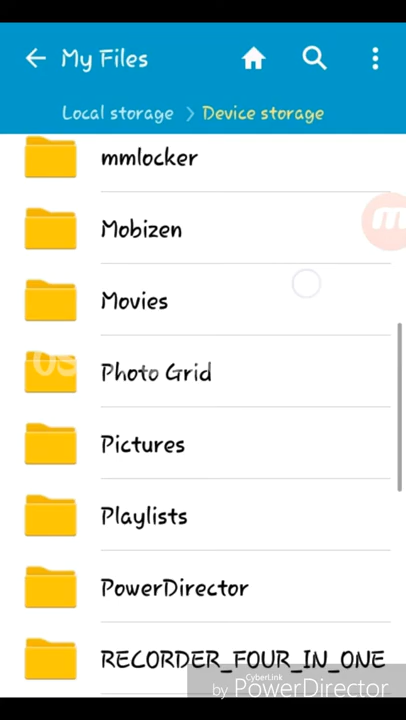 My Files
Local storage > Device storage
mmlocker
Mobizen
Movies
Photo Grid
Pictures
Playlists
PowerDirector
RECORDER_FOUR_IN_ONE
CyberLink
by PowerDirector